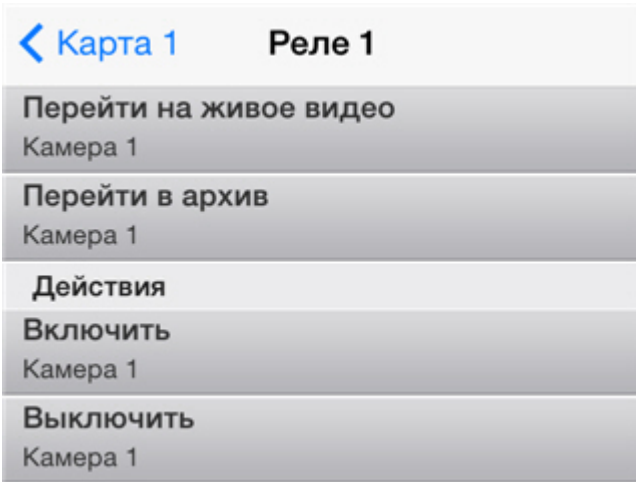 Карта 1 Реле 1
Перейти на живое видео
Камера 1
Перейти в архив
Камера 1
Действия
Включить
Камера 1
Выключить
Камера 1